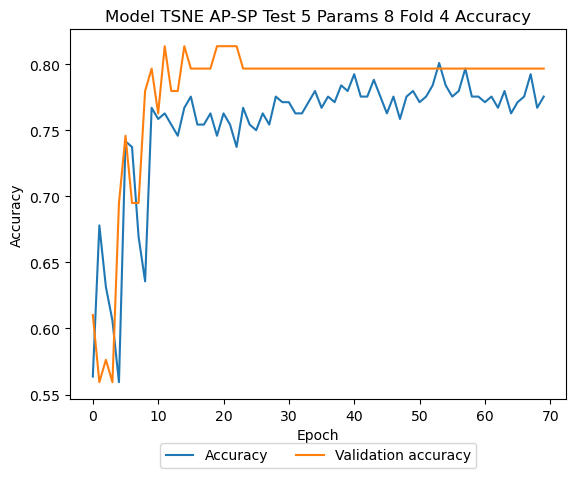 Model TSNE AP-SP Test 5 Params 8 Fold 4 Accuracy
0.80
0.75
0.70
0.65
0.60
0.55
Accuracy
0 10 20 30 40 50 60 70
Epoch
Accuracy Validation accuracy